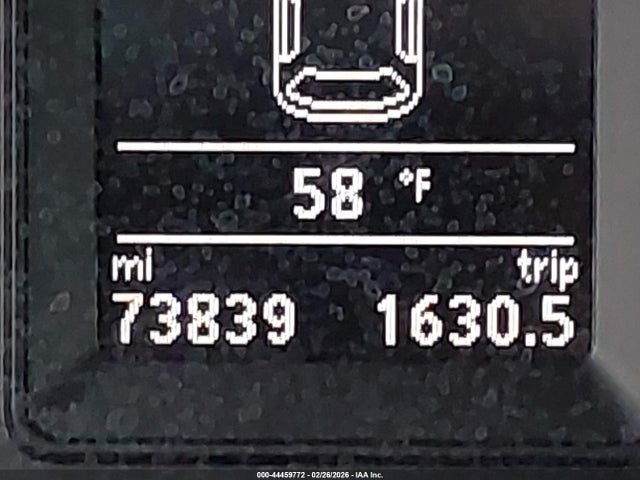 58 °F
mi trip
73839 1630.5
000-44459772 - 02/26/2026 - IAA Inc.